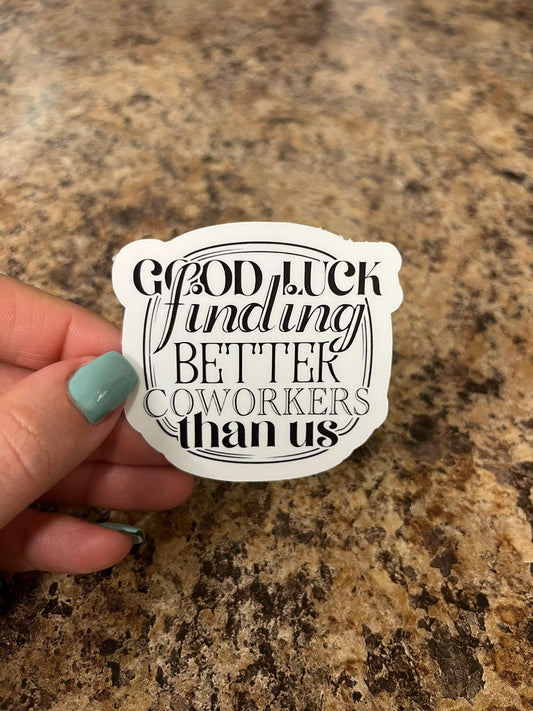 GOOD LUCK
finding
BETTER
COWORKERS
than us